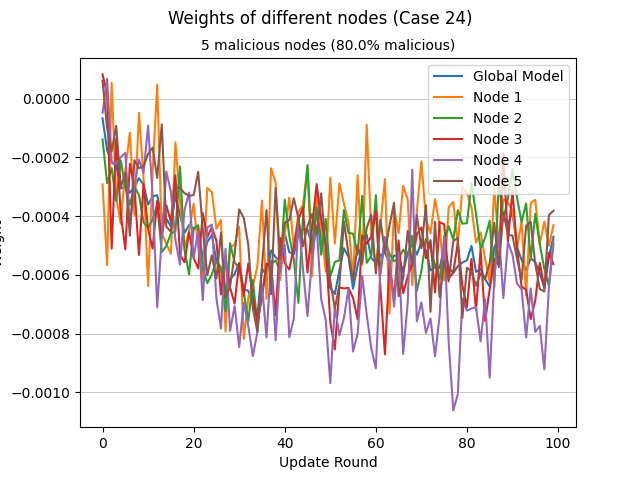 Weights of different nodes (Case 24)
5 malicious nodes (80.0% malicious)
Global Model
Node 1
Node 2
Node 3
Node 4
Node 5
0.0000
−0.0002
−0.0004
−0.0006
−0.0008
−0.0010
0
20
40
60
80
100
Update Round